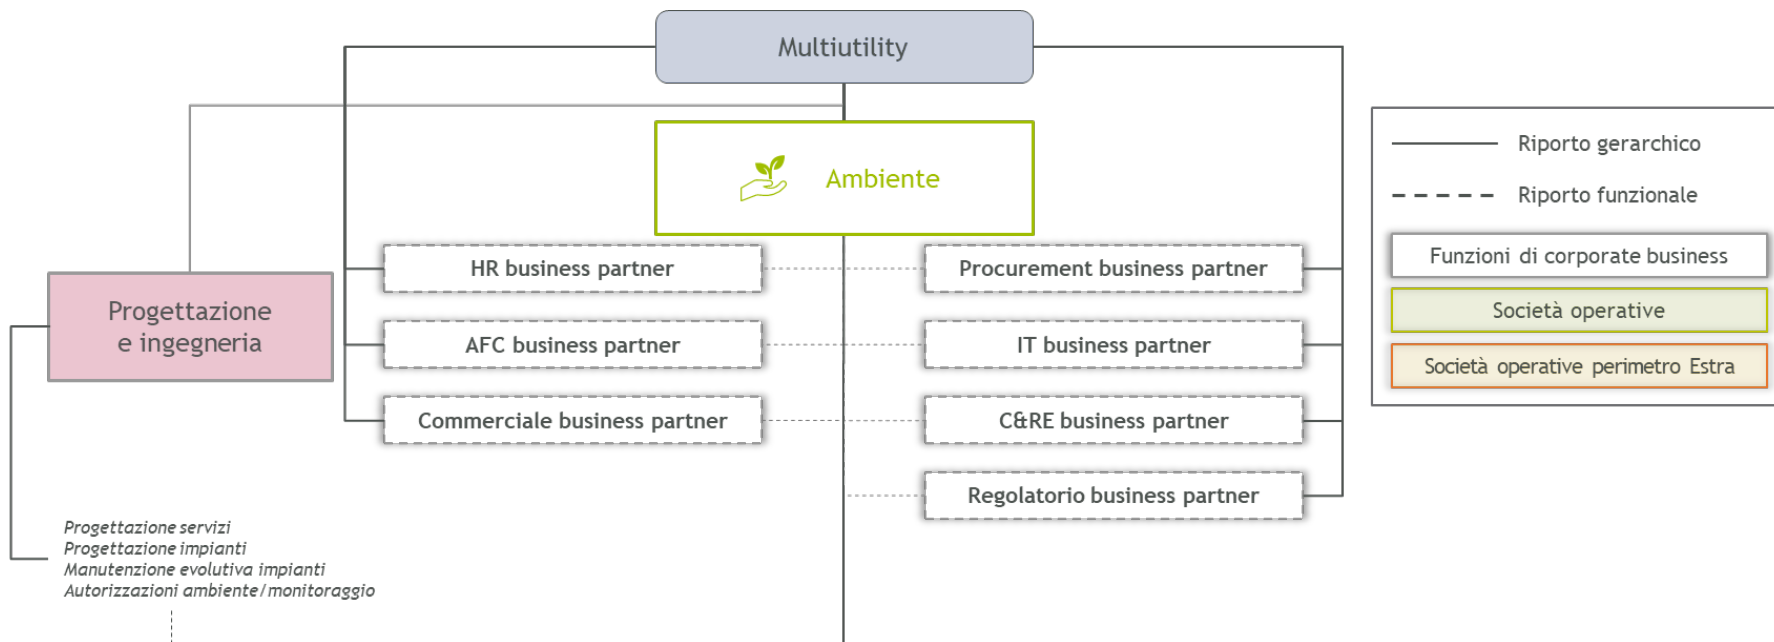 Multiutility
Ambiente
HR business partner
Procurement business partner
Progettazione
e ingegneria
AFC business partner
IT business partner
Commerciale business partner
C&RE business partner
Regolatorio business partner
Progettazione servizi
Progettazione impianti
Manutenzione evolutiva impianti
Autorizzazioni ambiente/monitoraggio
Riporto gerarchico
Riporto funzionale
Funzioni di corporate business
Società operative
Società operative perimetro Estra